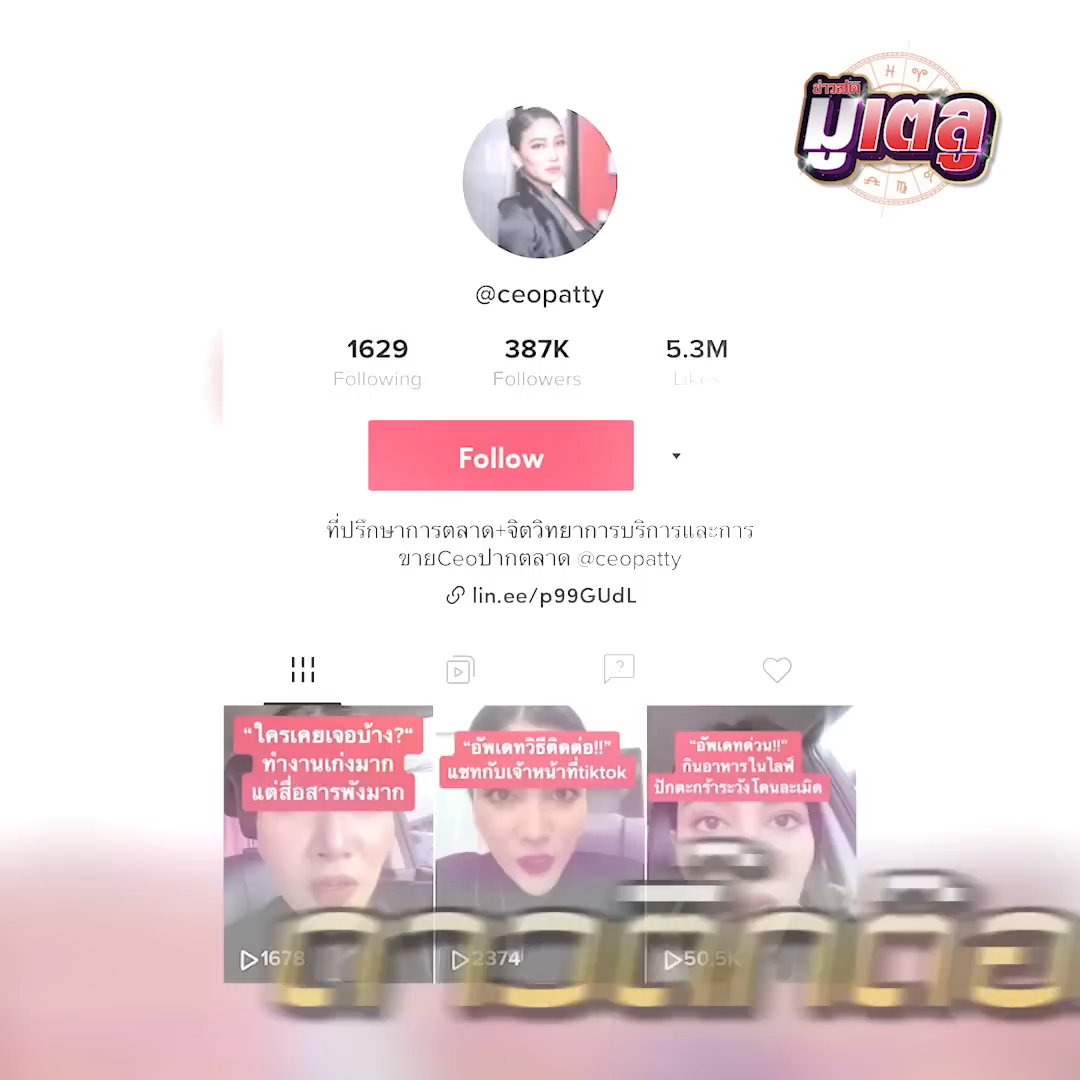 ข่าวสด
มูเตลู
@ceopatty
1629 387K 5.3M
Following Followers Likes
Follow
ที่ปรึกษาการตลาด+จิตวิทยาการบริการและการ
ขายCeoปากตลาด @ceopatty
lin.ee/p99GUdL
"ใครเคยเจอบ้าง?"
ทำงานเก่งมาก
แต่สื่อสารพังมาก
"อัพเดทวิธีติดต่อ!!"
แชทกับเจ้าหน้าที่tiktok
"อัพเดทด่วน!!"
กินอาหารในไลฟ์
ปักตะกร้าระวังโดนละเมิด
1678 2374 50.5K
ดาวติ๊กต๊อ